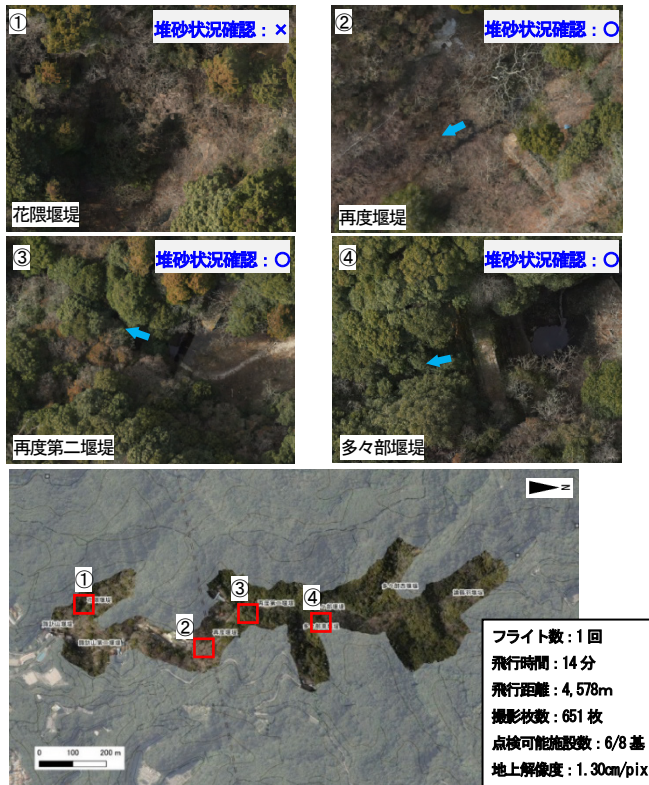 ①
堆砂状況確認：×
花隈堰堤
②
堆砂状況確認：〇
再度堰堤
③
堆砂状況確認：〇
再度第二堰堤
④
堆砂状況確認：〇
多々部堰堤
N
①
②
③
④
再度堰堤
0 100 200 m
フライト数：1回
飛行時間：14分
飛行距離：4,578m
撮影枚数：651枚
点検可能施設数：6/8基
地上解像度：1.30cm/pix